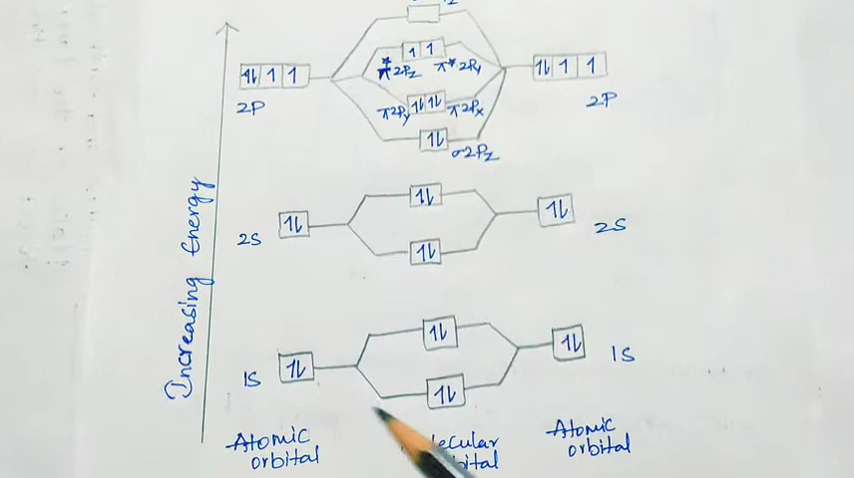 1L 1 1
2P
1 1
π*2Pz π*2Py
1L 1 1
2P
π2Py 1L 1L π2Px
1L
σ2Pz
1L
1L
1L
2S
2S
1L
1L
1L
1L
1S
1S
1L
Increasing Energy
Atomic orbital
Atomic orbital